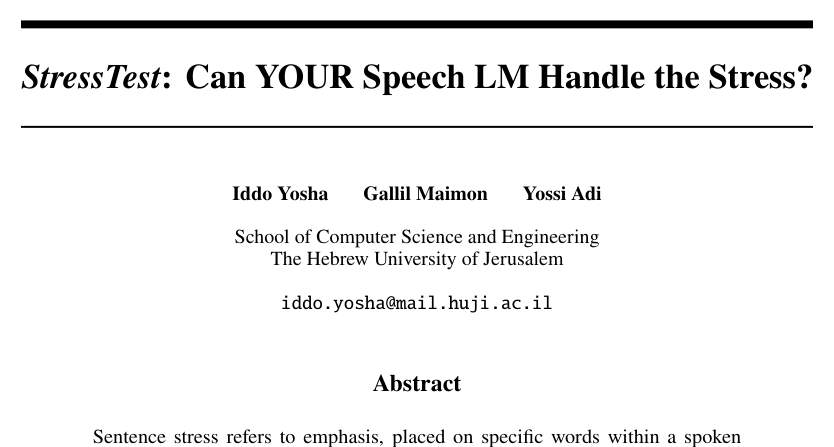 StressTest: Can YOUR Speech LM Handle the Stress?
Iddo Yosha Gallil Maimon Yossi Adi
School of Computer Science and Engineering
The Hebrew University of Jerusalem
iddo.yosha@mail.huji.ac.il
Abstract
Sentence stress refers to emphasis, placed on specific words within a spoken